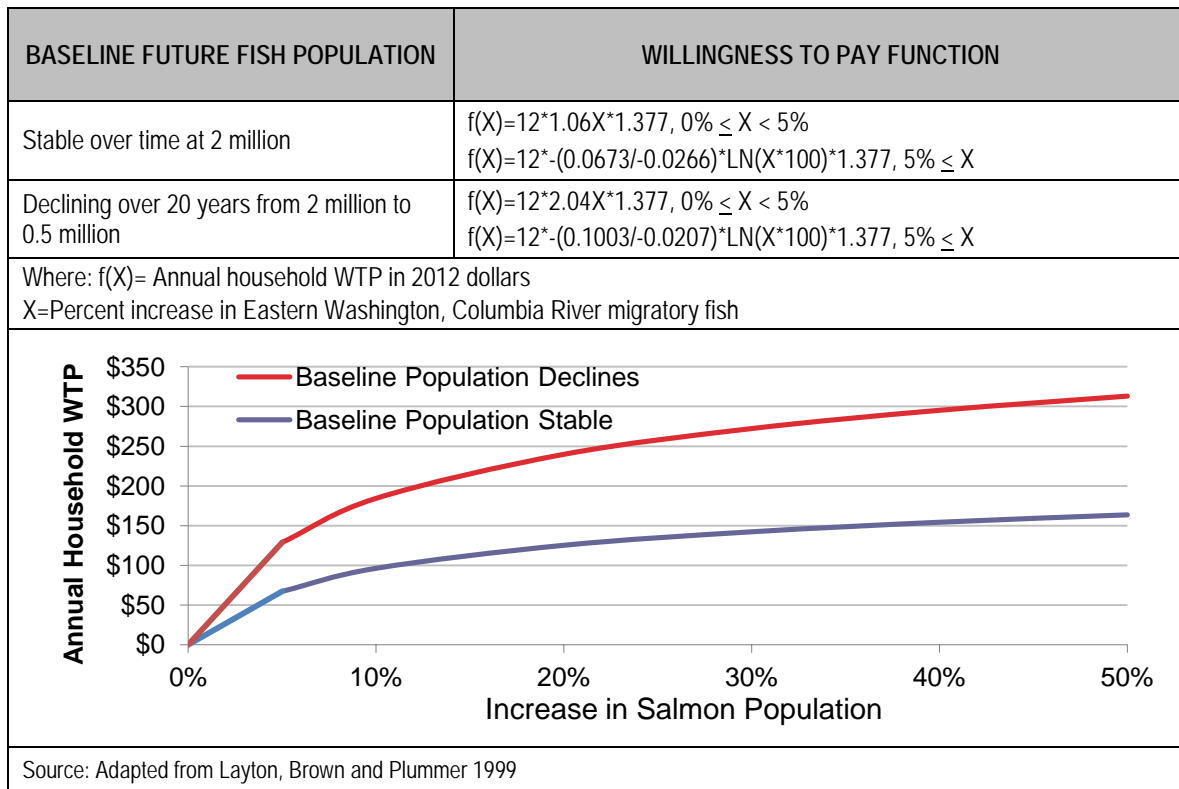 BASELINE FUTURE FISH POPULATION
WILLINGNESS TO PAY FUNCTION
Stable over time at 2 million
f(X)=12*1.06X*1.377, 0% ≤ X < 5%
f(X)=12*-(0.0673/-0.0266)*LN(X*100)*1.377, 5% ≤ X
Declining over 20 years from 2 million to
0.5 million
f(X)=12*2.04X*1.377, 0% ≤ X < 5%
f(X)=12*-(0.1003/-0.0207)*LN(X*100)*1.377, 5% ≤ X
Where: f(X)= Annual household WTP in 2012 dollars
X=Percent increase in Eastern Washington, Columbia River migratory fish
Annual Household WTP
$350
$300
$250
$200
$150
$100
$50
$0
Baseline Population Declines
Baseline Population Stable
0%
10%
20%
30%
40%
50%
Increase in Salmon Population
Source: Adapted from Layton, Brown and Plummer 1999